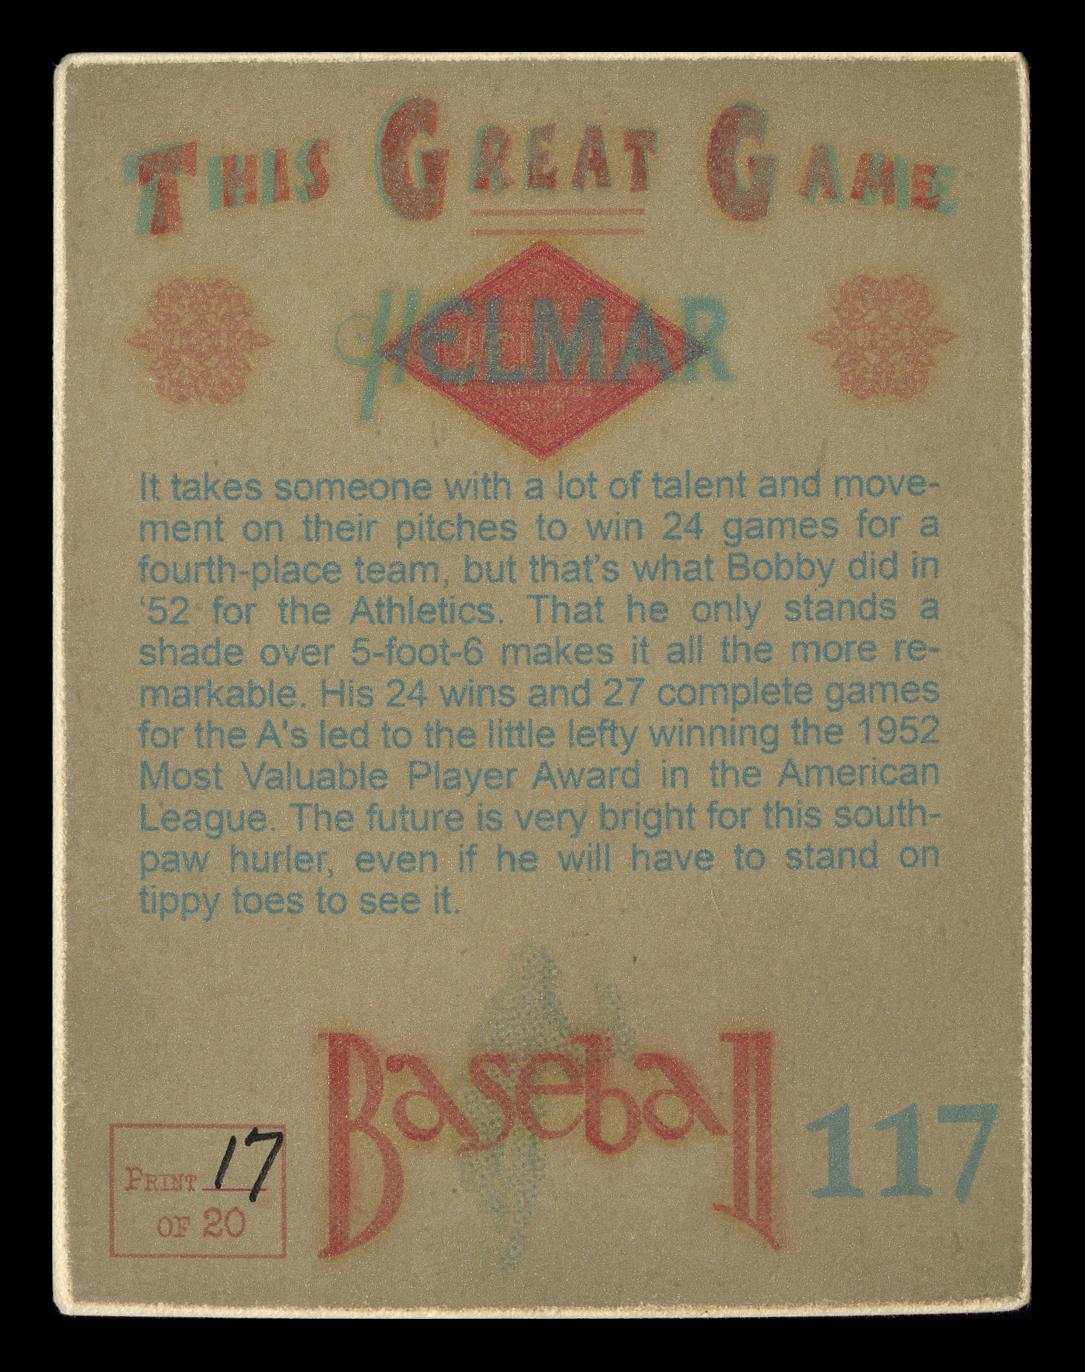 THIS GREAT GAME
HELMAR
It takes someone with a lot of talent and move-
ment on their pitches to win 24 games for a
fourth-place team, but that's what Bobby did in
‘52 for the Athletics. That he only stands a
shade over 5-foot-6 makes it all the more re-
markable. His 24 wins and 27 complete games
for the A's led to the little lefty winning the 1952
Most Valuable Player Award in the American
League. The future is very bright for this south-
paw hurler, even if he will have to stand on
tippy toes to see it.
Baseball
117
PRINT 17
OF 20